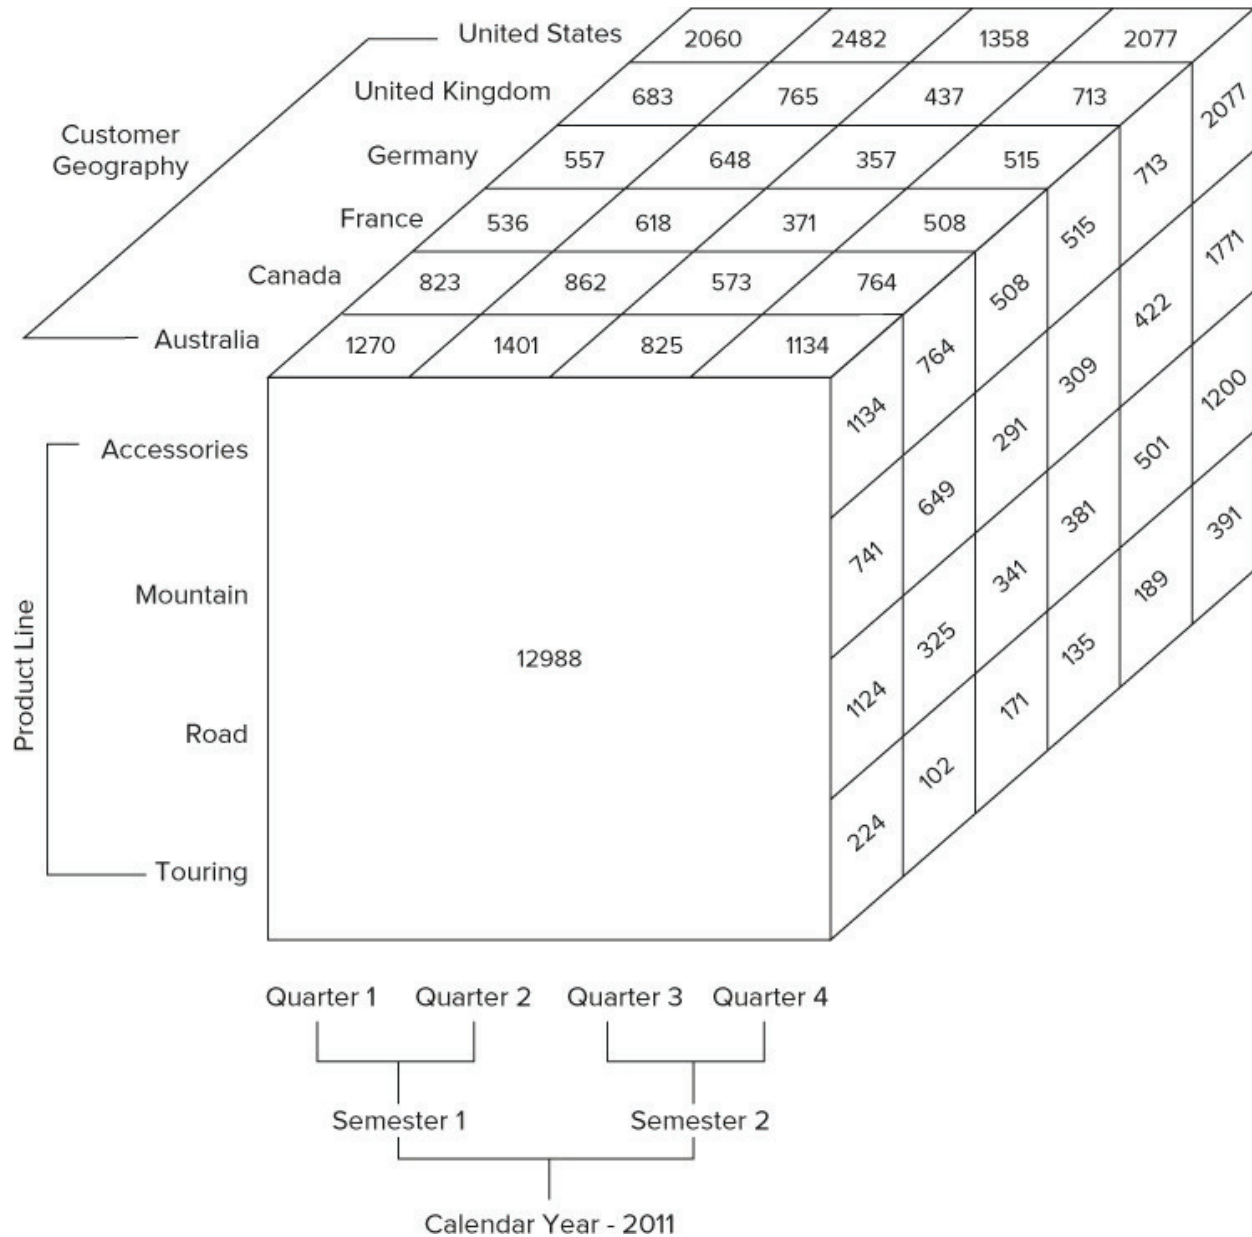 United States
2060 2482 1358 2077
United Kingdom
683 765 437 713
2077
Customer
Geography
Germany
557 648 357 515
713
France
536 618 371 508
515
1771
Canada
823 862 573 764
508
422
Australia
1270 1401 825 1134
764
309
1200
Accessories
1134
291
501
391
Mountain
741
649
381
189
Product Line
12988
325
341
135
Road
1124
171
Touring
224
102
Quarter 1 Quarter 2 Quarter 3 Quarter 4
Semester 1 Semester 2
Calendar Year - 2011